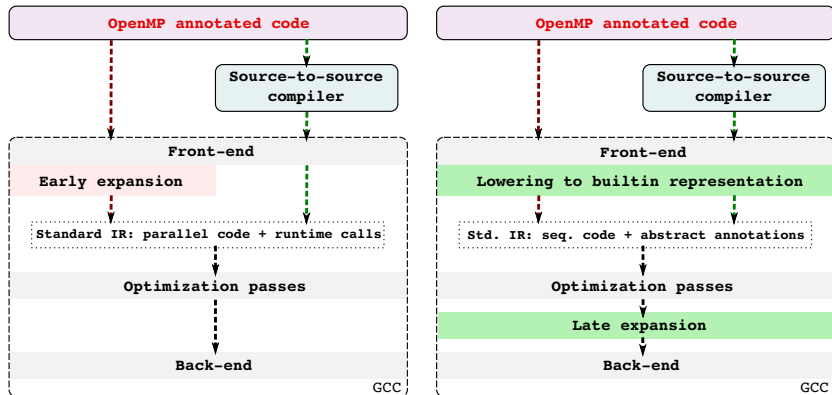 OpenMP annotated code
Source-to-source
compiler
Front-end
Early expansion
Standard IR: parallel code + runtime calls
Optimization passes
Back-end
GCC
OpenMP annotated code
Source-to-source
compiler
Front-end
Lowering to builtin representation
Std. IR: seq. code + abstract annotations
Optimization passes
Late expansion
Back-end
GCC